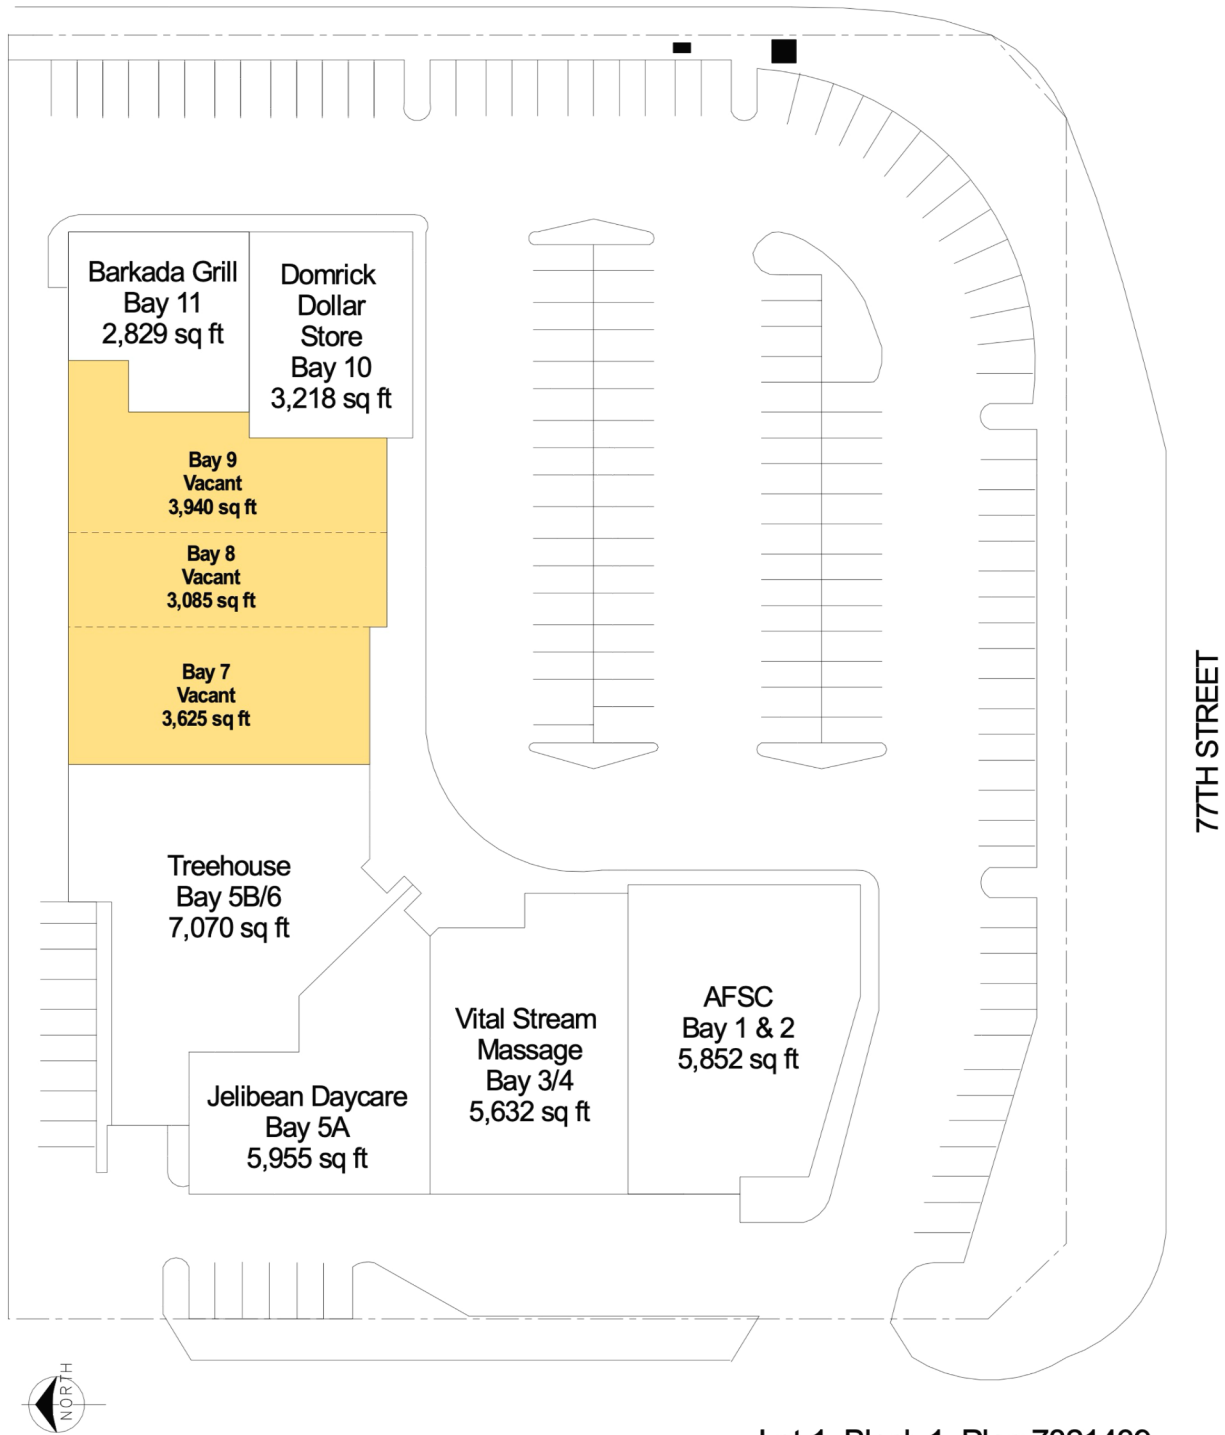 Barkada Grill
Bay 11
2,829 sq ft
Domrick
Dollar
Store
Bay 10
3,218 sq ft
Bay 9
Vacant
3,940 sq ft
Bay 8
Vacant
3,085 sq ft
Bay 7
Vacant
3,625 sq ft
77TH STREET
Treehouse
Bay 5B/6
7,070 sq ft
Vital Stream
Massage
Bay 3/4
5,632 sq ft
AFSC
Bay 1 & 2
5,852 sq ft
Jelibean Daycare
Bay 5A
5,955 sq ft
NORTH